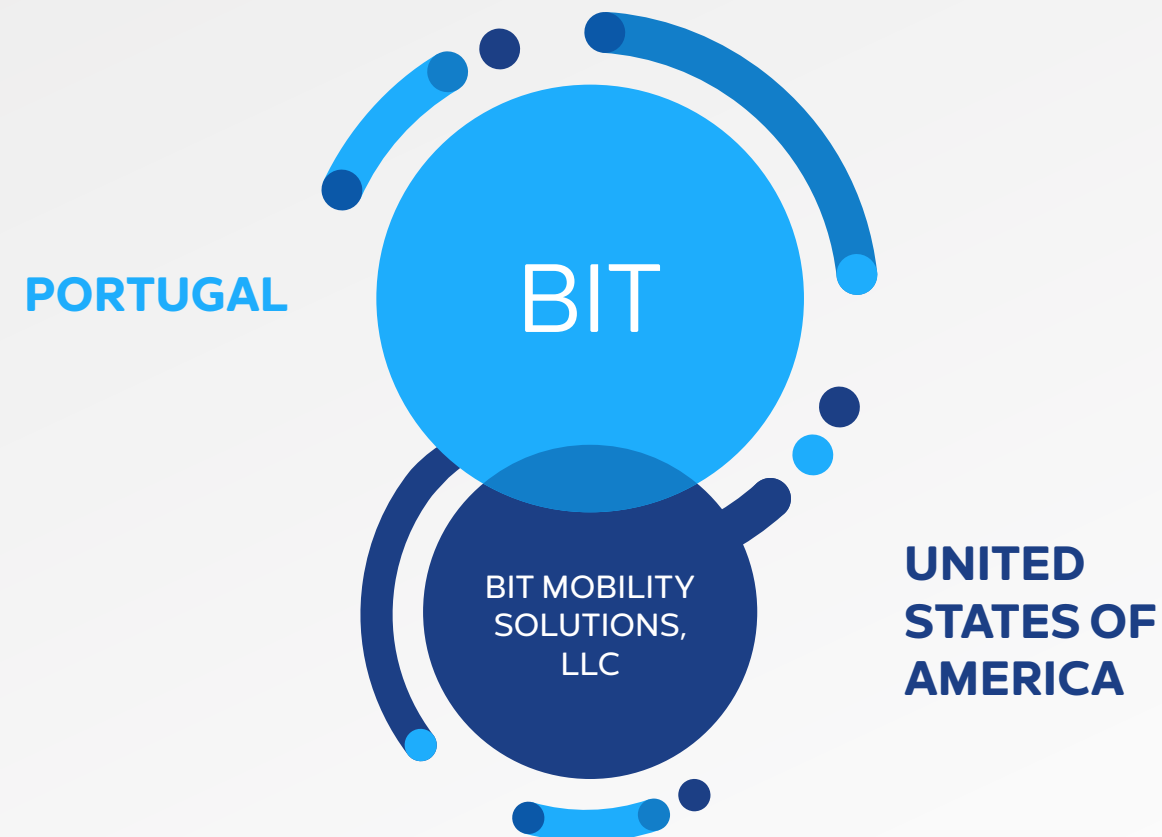 PORTUGAL
BIT
BIT MOBILITY
SOLUTIONS,
LLC
UNITED
STATES OF
AMERICA